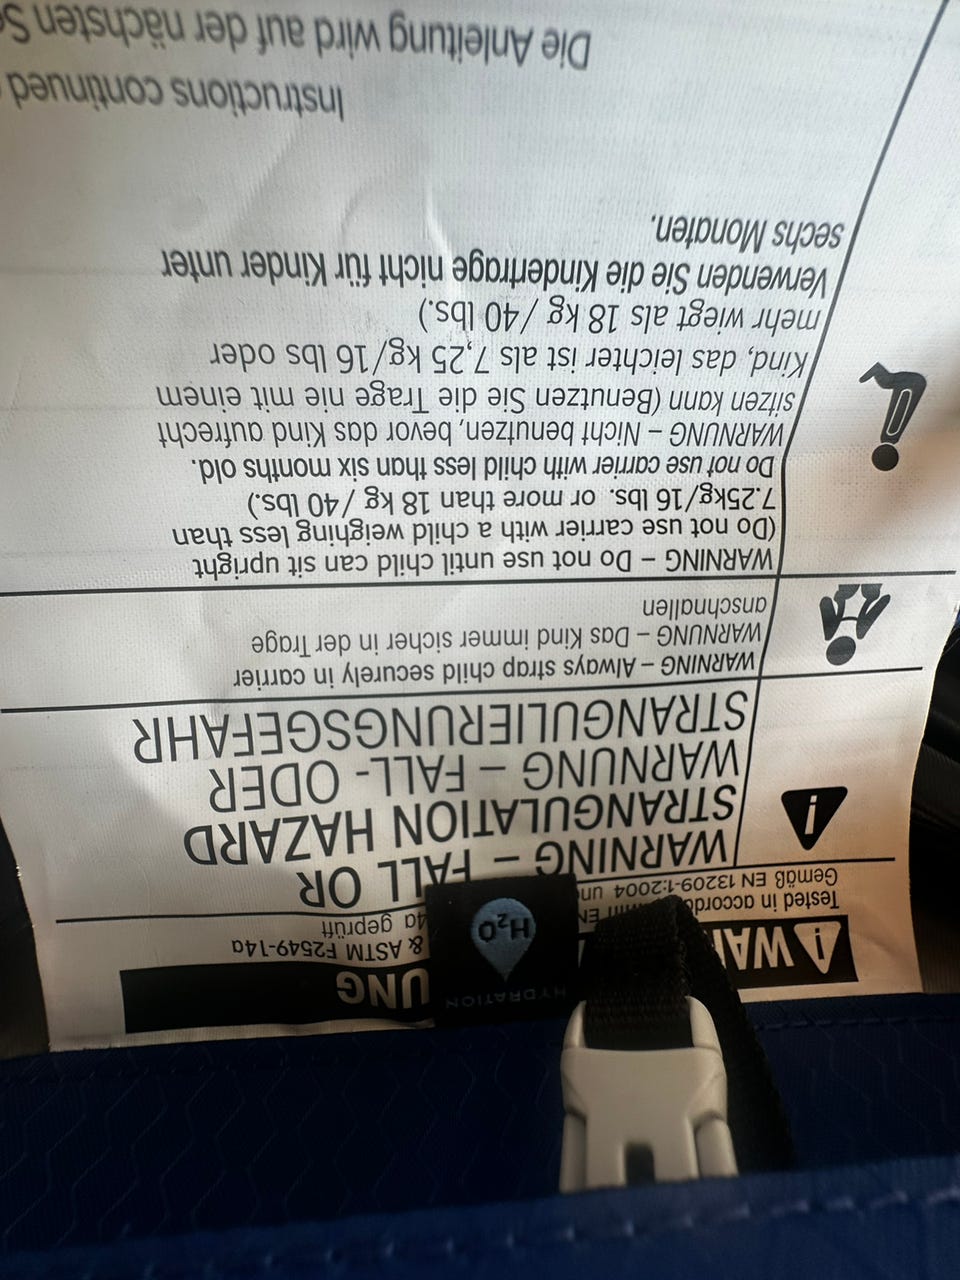 WA UNG
Tested in accordance with EN & ASTM F2549-14a
Gemäß EN 13209-1:2004 un 4a geprüft
HYDRATION
H₂O
WARNING – FALL OR
STRANGULATION HAZARD
WARNUNG – FALL- ODER
STRANGULIERUNGSGEFAHR
WARNING – Always strap child securely in carrier
WARNUNG – Das Kind immer sicher in der Trage
anschnallen
WARNING – Do not use until child can sit upright
(Do not use carrier with a child weighing less than
7.25kg/16 lbs. or more than 18 kg /40 lbs.)
Do not use carrier with child less than six months old.
WARNUNG – Nicht benutzen, bevor das Kind aufrecht
sitzen kann (Benutzen Sie die Trage nie mit einem
Kind, das leichter ist als 7,25 kg/16 lbs oder
mehr wiegt als 18 kg /40 lbs.)
Verwenden Sie die Kindertrage nicht für Kinder unter
sechs Monaten.
Instructions continued
Die Anleitung wird auf der nächsten S